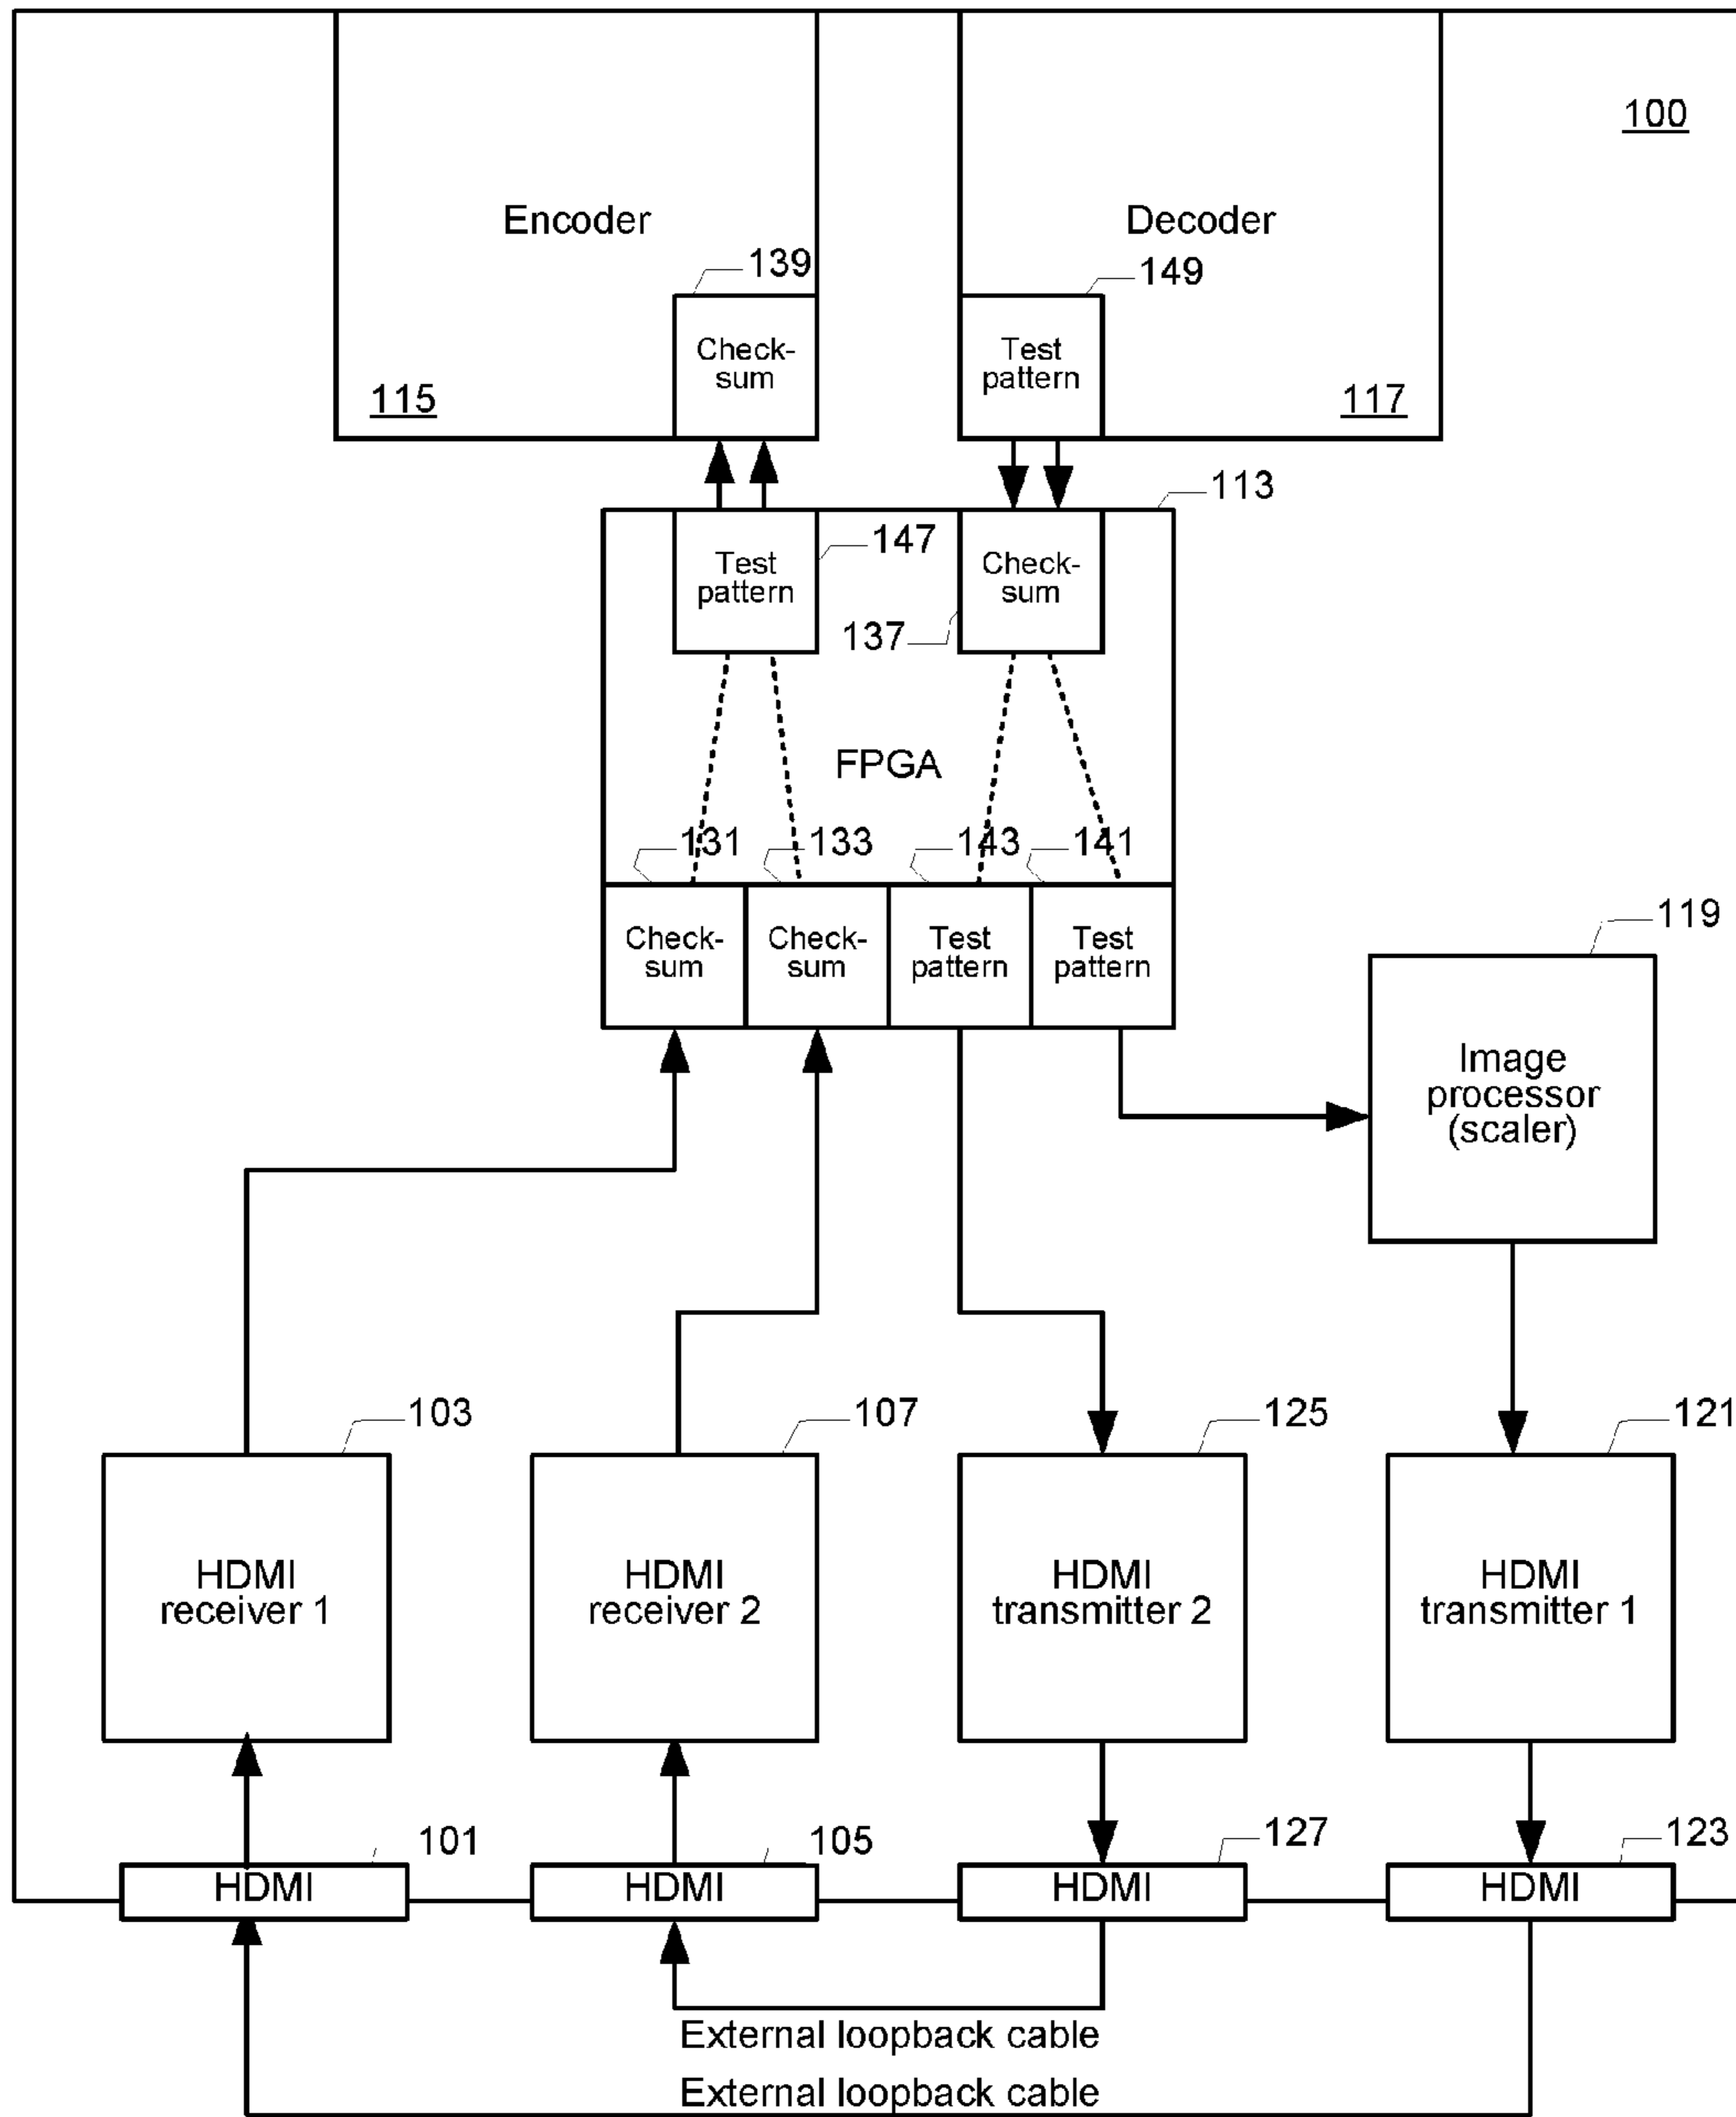 100
Encoder
Decoder
139
149
Check-
sum
Test
pattern
115
117
113
Test
pattern
147
Check-
sum
137
FPGA
131
133
143
141
Check-
sum
Check-
sum
Test
pattern
Test
pattern
119
Image
processor
(scaler)
103
107
125
121
HDMI
receiver 1
HDMI
receiver 2
HDMI
transmitter 2
HDMI
transmitter 1
101
105
127
123
HDMI
HDMI
HDMI
HDMI
External loopback cable
External loopback cable